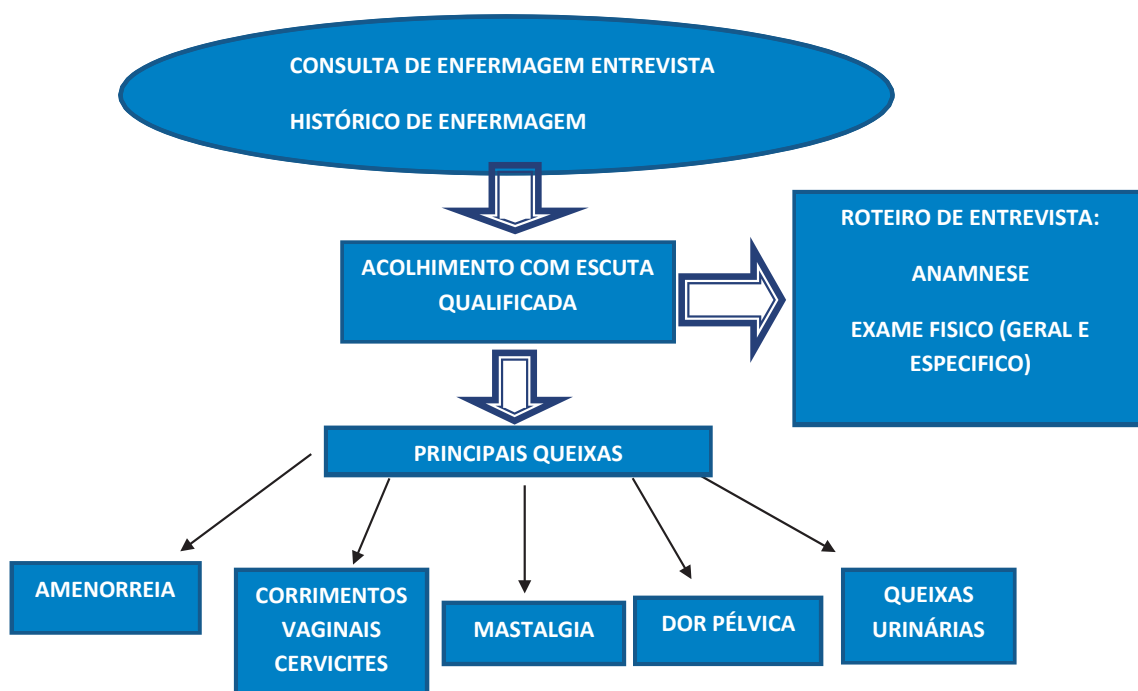 CONSULTA DE ENFERMAGEM ENTREVISTA
HISTÓRICO DE ENFERMAGEM
ACOLHIMENTO COM ESCUTA
QUALIFICADA
ROTEIRO DE ENTREVISTA:
ANAMNESE
EXAME FISICO (GERAL E
ESPECIFICO)
PRINCIPAIS QUEIXAS
AMENORREIA
CORRIMENTOS
VAGINAIS
CERVICITES
MASTALGIA
DOR PÉLVICA
QUEIXAS
URINÁRIAS